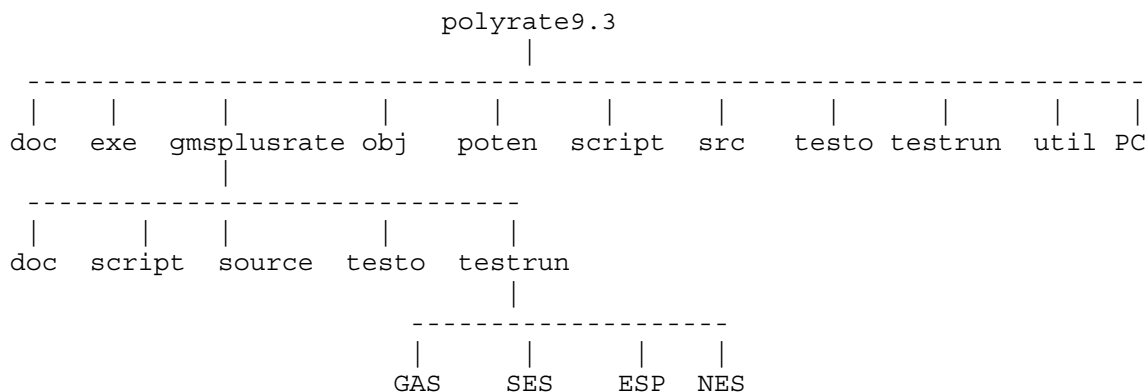 polyrate9.3
doc exe gmsplusrate obj poten script src testo testrun util PC
doc script source testo testrun
GAS SES ESP NES